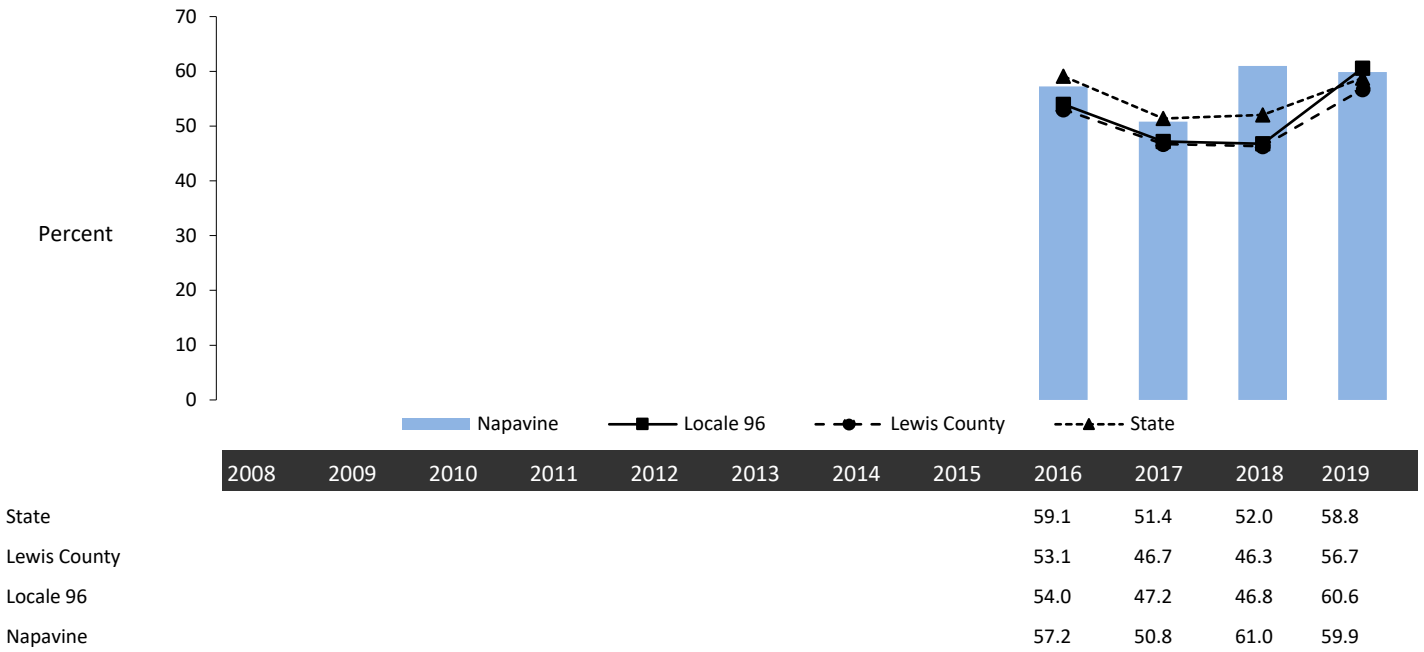 70
60
50
40
30
20
10
0
Percent
Napavine Locale 96 Lewis County State
2008 2009 2010 2011 2012 2013 2014 2015 2016 2017 2018 2019
State 59.1 51.4 52.0 58.8
Lewis County 53.1 46.7 46.3 56.7
Locale 96 54.0 47.2 46.8 60.6
Napavine 57.2 50.8 61.0 59.9